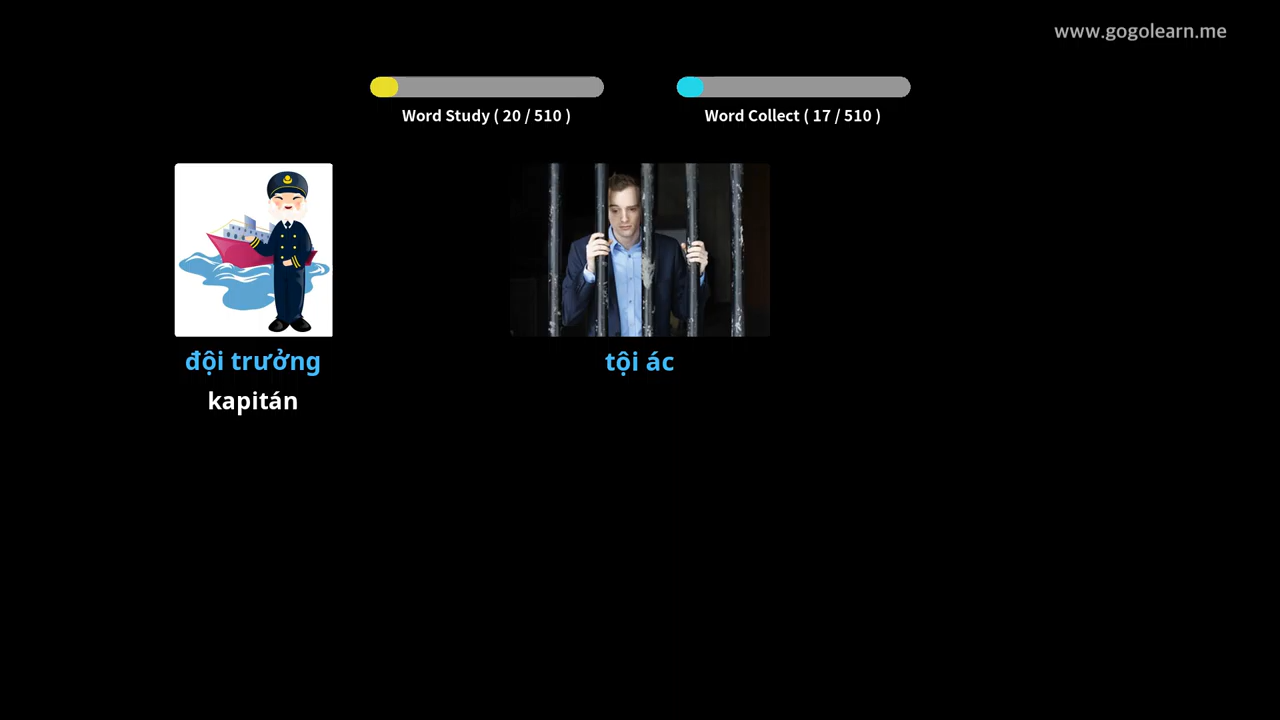 www.gogolearn.me
Word Study ( 20 / 510 )
Word Collect ( 17 / 510 )
đội trưởng
kapitán
tội ác